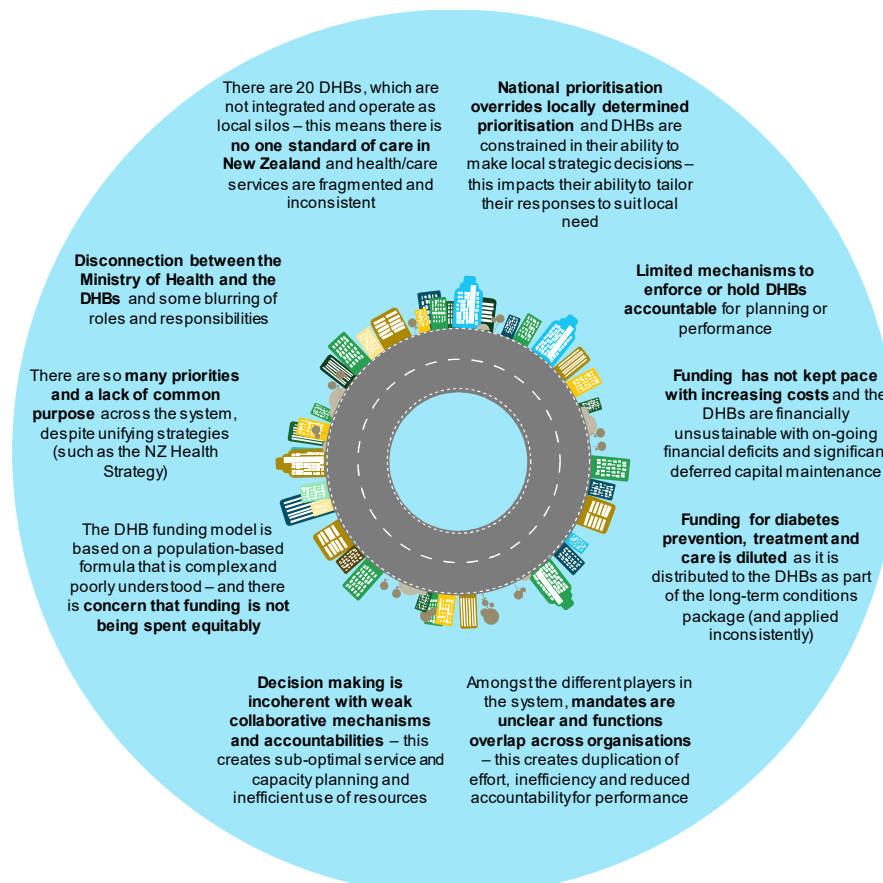 There are 20 DHBs, which are
not integrated and operate as
local silos – this means there is
no one standard of care in
New Zealand and health/care
services are fragmented and
inconsistent
National prioritisation
overrides locally determined
prioritisation and DHBs are
constrained in their ability to
make local strategic decisions –
this impacts their ability to tailor
their responses to suit local
need
Disconnection between the
Ministry of Health and the
DHBs and some blurring of
roles and responsibilities
Limited mechanisms to
enforce or hold DHBs
accountable for planning or
performance
There are so many priorities
and a lack of common
purpose across the system,
despite unifying strategies
(such as the NZ Health
Strategy)
Funding has not kept pace
with increasing costs and the
DHBs are financially
unsustainable with on-going
financial deficits and significan
deferred capital maintenance
The DHB funding model is
based on a population-based
formula that is complex and
poorly understood – and there
is concern that funding is not
being spent equitably
Funding for diabetes
prevention, treatment and
care is diluted as it is
distributed to the DHBs as part
of the long-term conditions
package (and applied
inconsistently)
Decision making is
incoherent with weak
collaborative mechanisms
and accountabilities – this
creates sub-optimal service and
capacity planning and
inefficient use of resources
Amongst the different players in
the system, mandates are
unclear and functions
overlap across organisations
– this creates duplication of
effort, inefficiency and reduced
accountability for performance